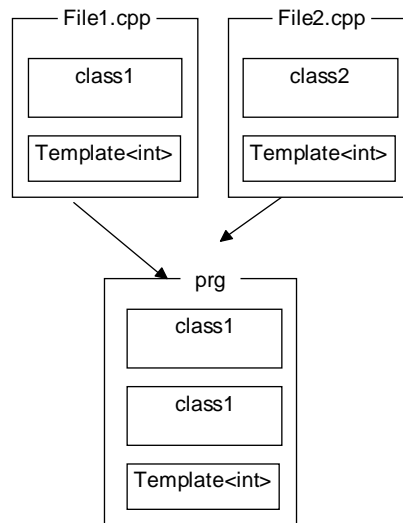 File1.cpp
File2.cpp
class1
class2
Template<int>
Template<int>
prg
class1
class1
Template<int>